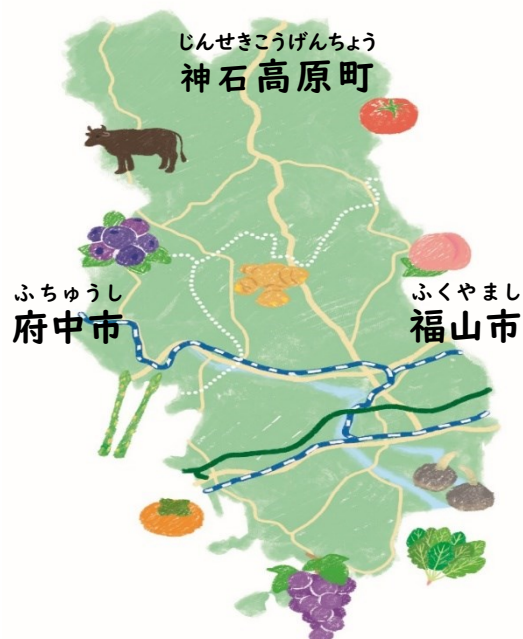 じんせきこうげんちょう
神石高原町
ふちゅうし
府中市
ふくやまし
福山市